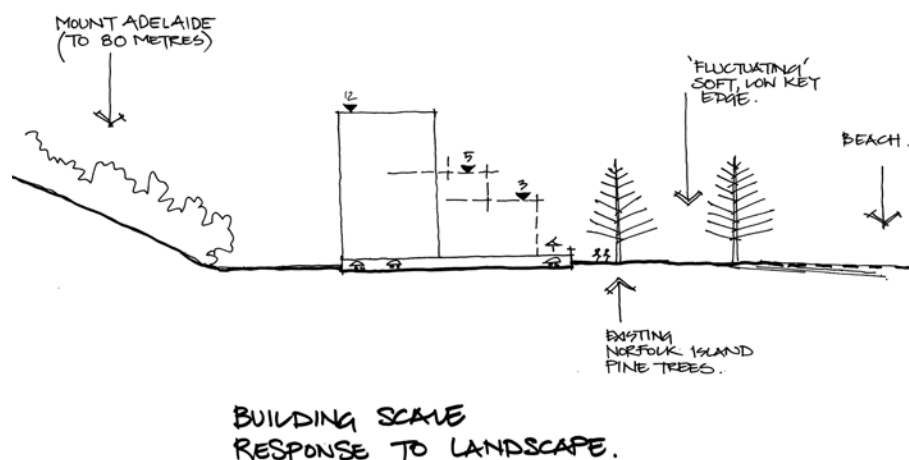 MOUNT ADELAIDE
(TO 80 METRES)
'FLUCTUATING'
SOFT, LOW KEY
EDGE.
BEACH.
12
5
3
EXISTING
NORFOLK ISLAND
PINE TREES.
BUILDING SCALE
RESPONSE TO LANDSCAPE.